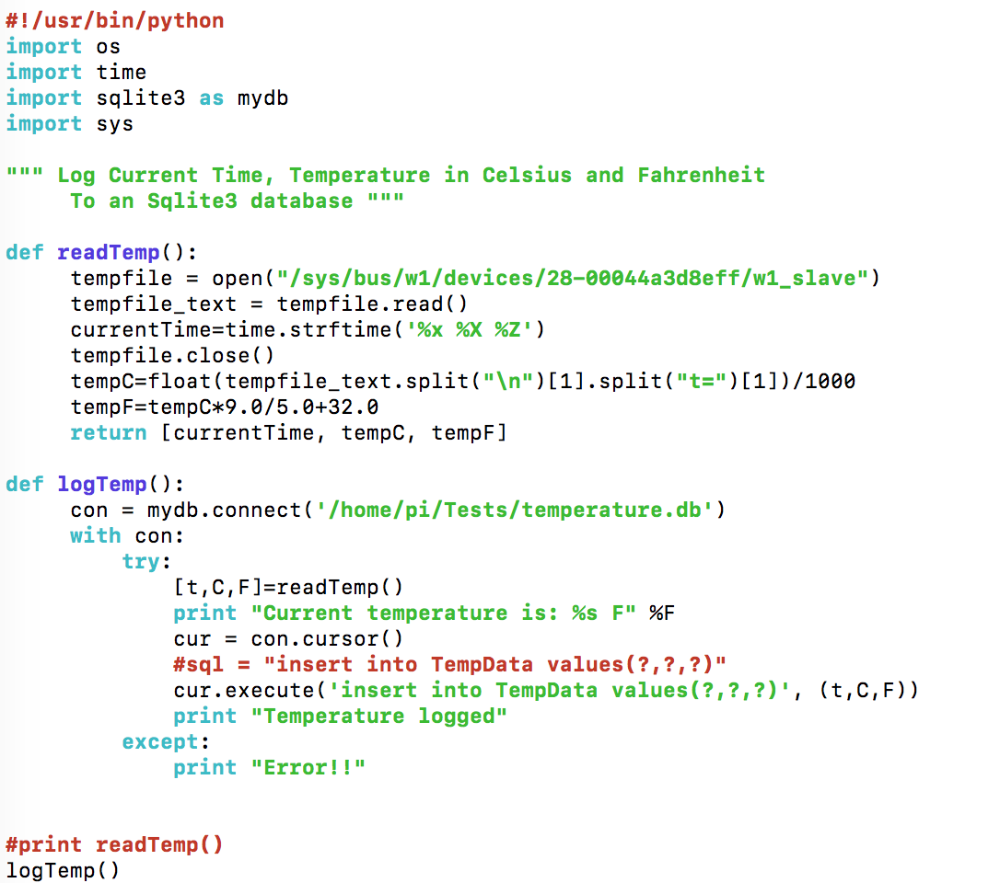 #!/usr/bin/python
import os
import time
import sqlite3 as mydb
import sys

""" Log Current Time, Temperature in Celsius and Fahrenheit
     To an Sqlite3 database """

def readTemp():
     tempfile = open("/sys/bus/w1/devices/28-00044a3d8eff/w1_slave")
     tempfile_text = tempfile.read()
     currentTime=time.strftime('%x %X %Z')
     tempfile.close()
     tempC=float(tempfile_text.split("\n")[1].split("t=")[1])/1000
     tempF=tempC*9.0/5.0+32.0
     return [currentTime, tempC, tempF]

def logTemp():
     con = mydb.connect('/home/pi/Tests/temperature.db')
     with con:
         try:
             [t,C,F]=readTemp()
             print "Current temperature is: %s F" %F
             cur = con.cursor()
             #sql = "insert into TempData values(?,?,?)"
             cur.execute('insert into TempData values(?,?,?)', (t,C,F))
             print "Temperature logged"
         except:
             print "Error!!"


#print readTemp()
logTemp()